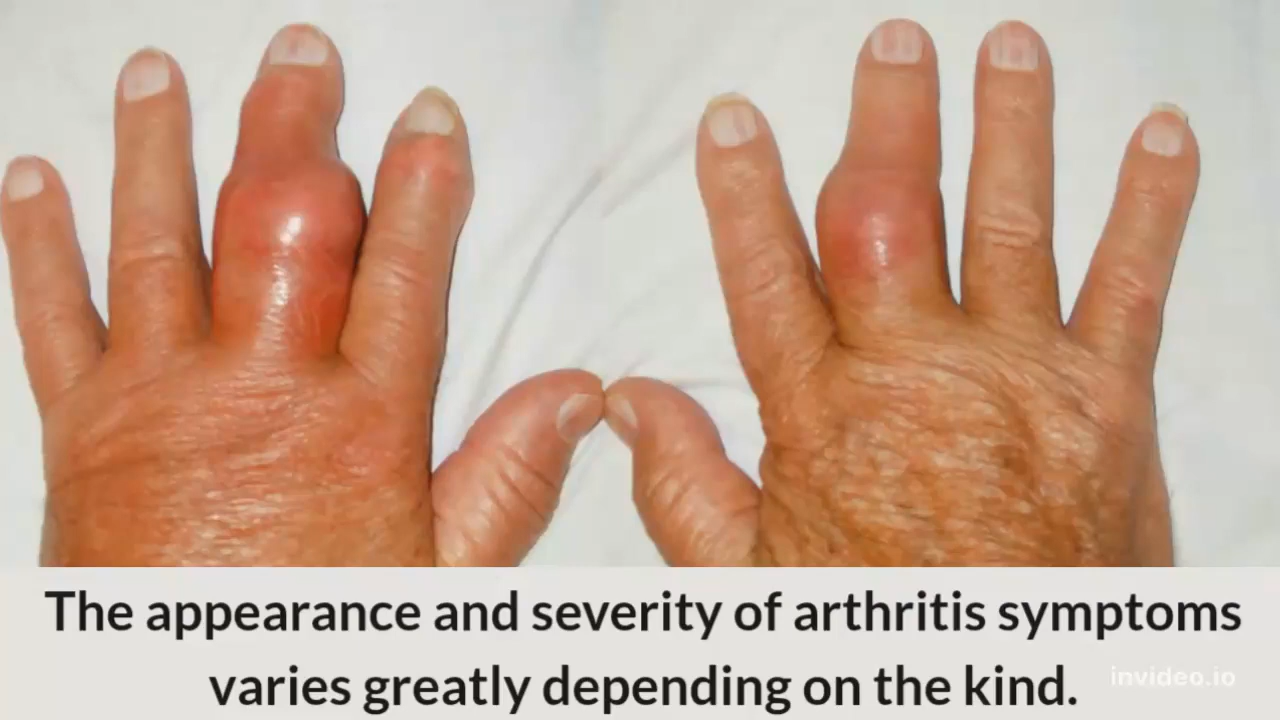 The appearance and severity of arthritis symptoms
varies greatly depending on the kind.
invideo.io